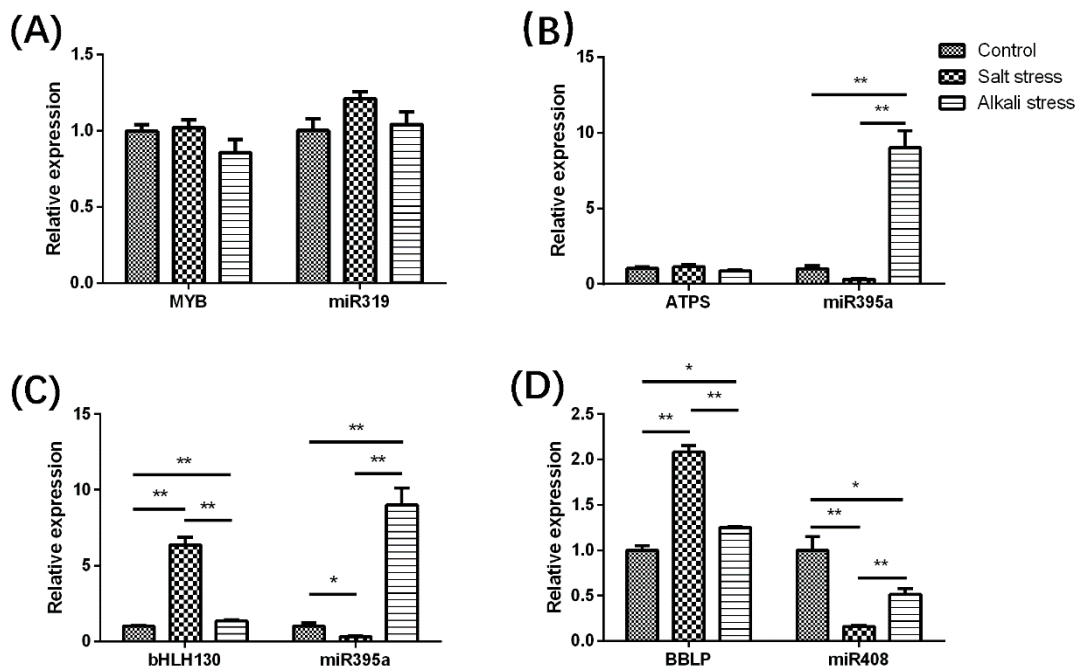 (A)
Relative expression
1.5
1.0
0.5
0.0
MYB
miR319
(B)
Relative expression
15
10
5
0
**
**
ATPS
miR395a
Control
Salt stress
Alkali stress
(C)
Relative expression
15
10
5
0
**
**
**
**
**
*
bHLH130
miR395a
(D)
Relative expression
2.5
2.0
1.5
1.0
0.5
0.0
*
**
**
*
**
**
BBLP
miR408